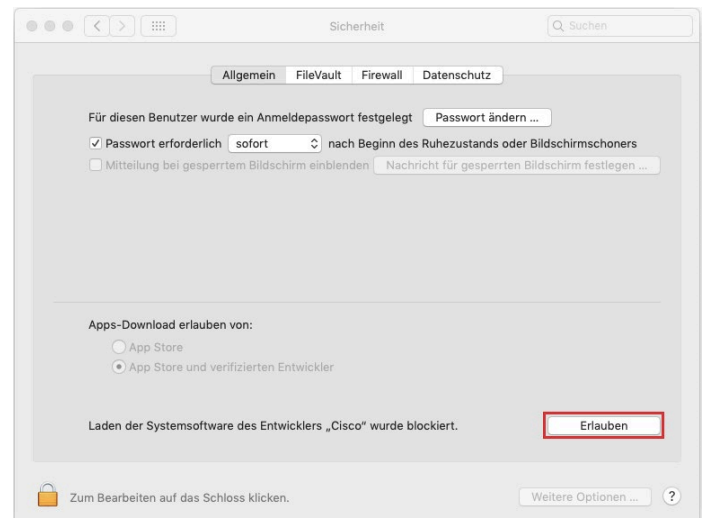 Sicherheit
Suchen
Allgemein FileVault Firewall Datenschutz
Für diesen Benutzer wurde ein Anmeldepasswort festgelegt Passwort ändern ...
Passwort erforderlich sofort nach Beginn des Ruhezustands oder Bildschirmschoners
Mitteilung bei gesperrtem Bildschirm einblenden Nachricht für gesperrten Bildschirm festlegen ...
Apps-Download erlauben von:
App Store
App Store und verifizierten Entwickler
Laden der Systemsoftware des Entwicklers „Cisco“ wurde blockiert. Erlauben
Zum Bearbeiten auf das Schloss klicken. Weitere Optionen ... ?